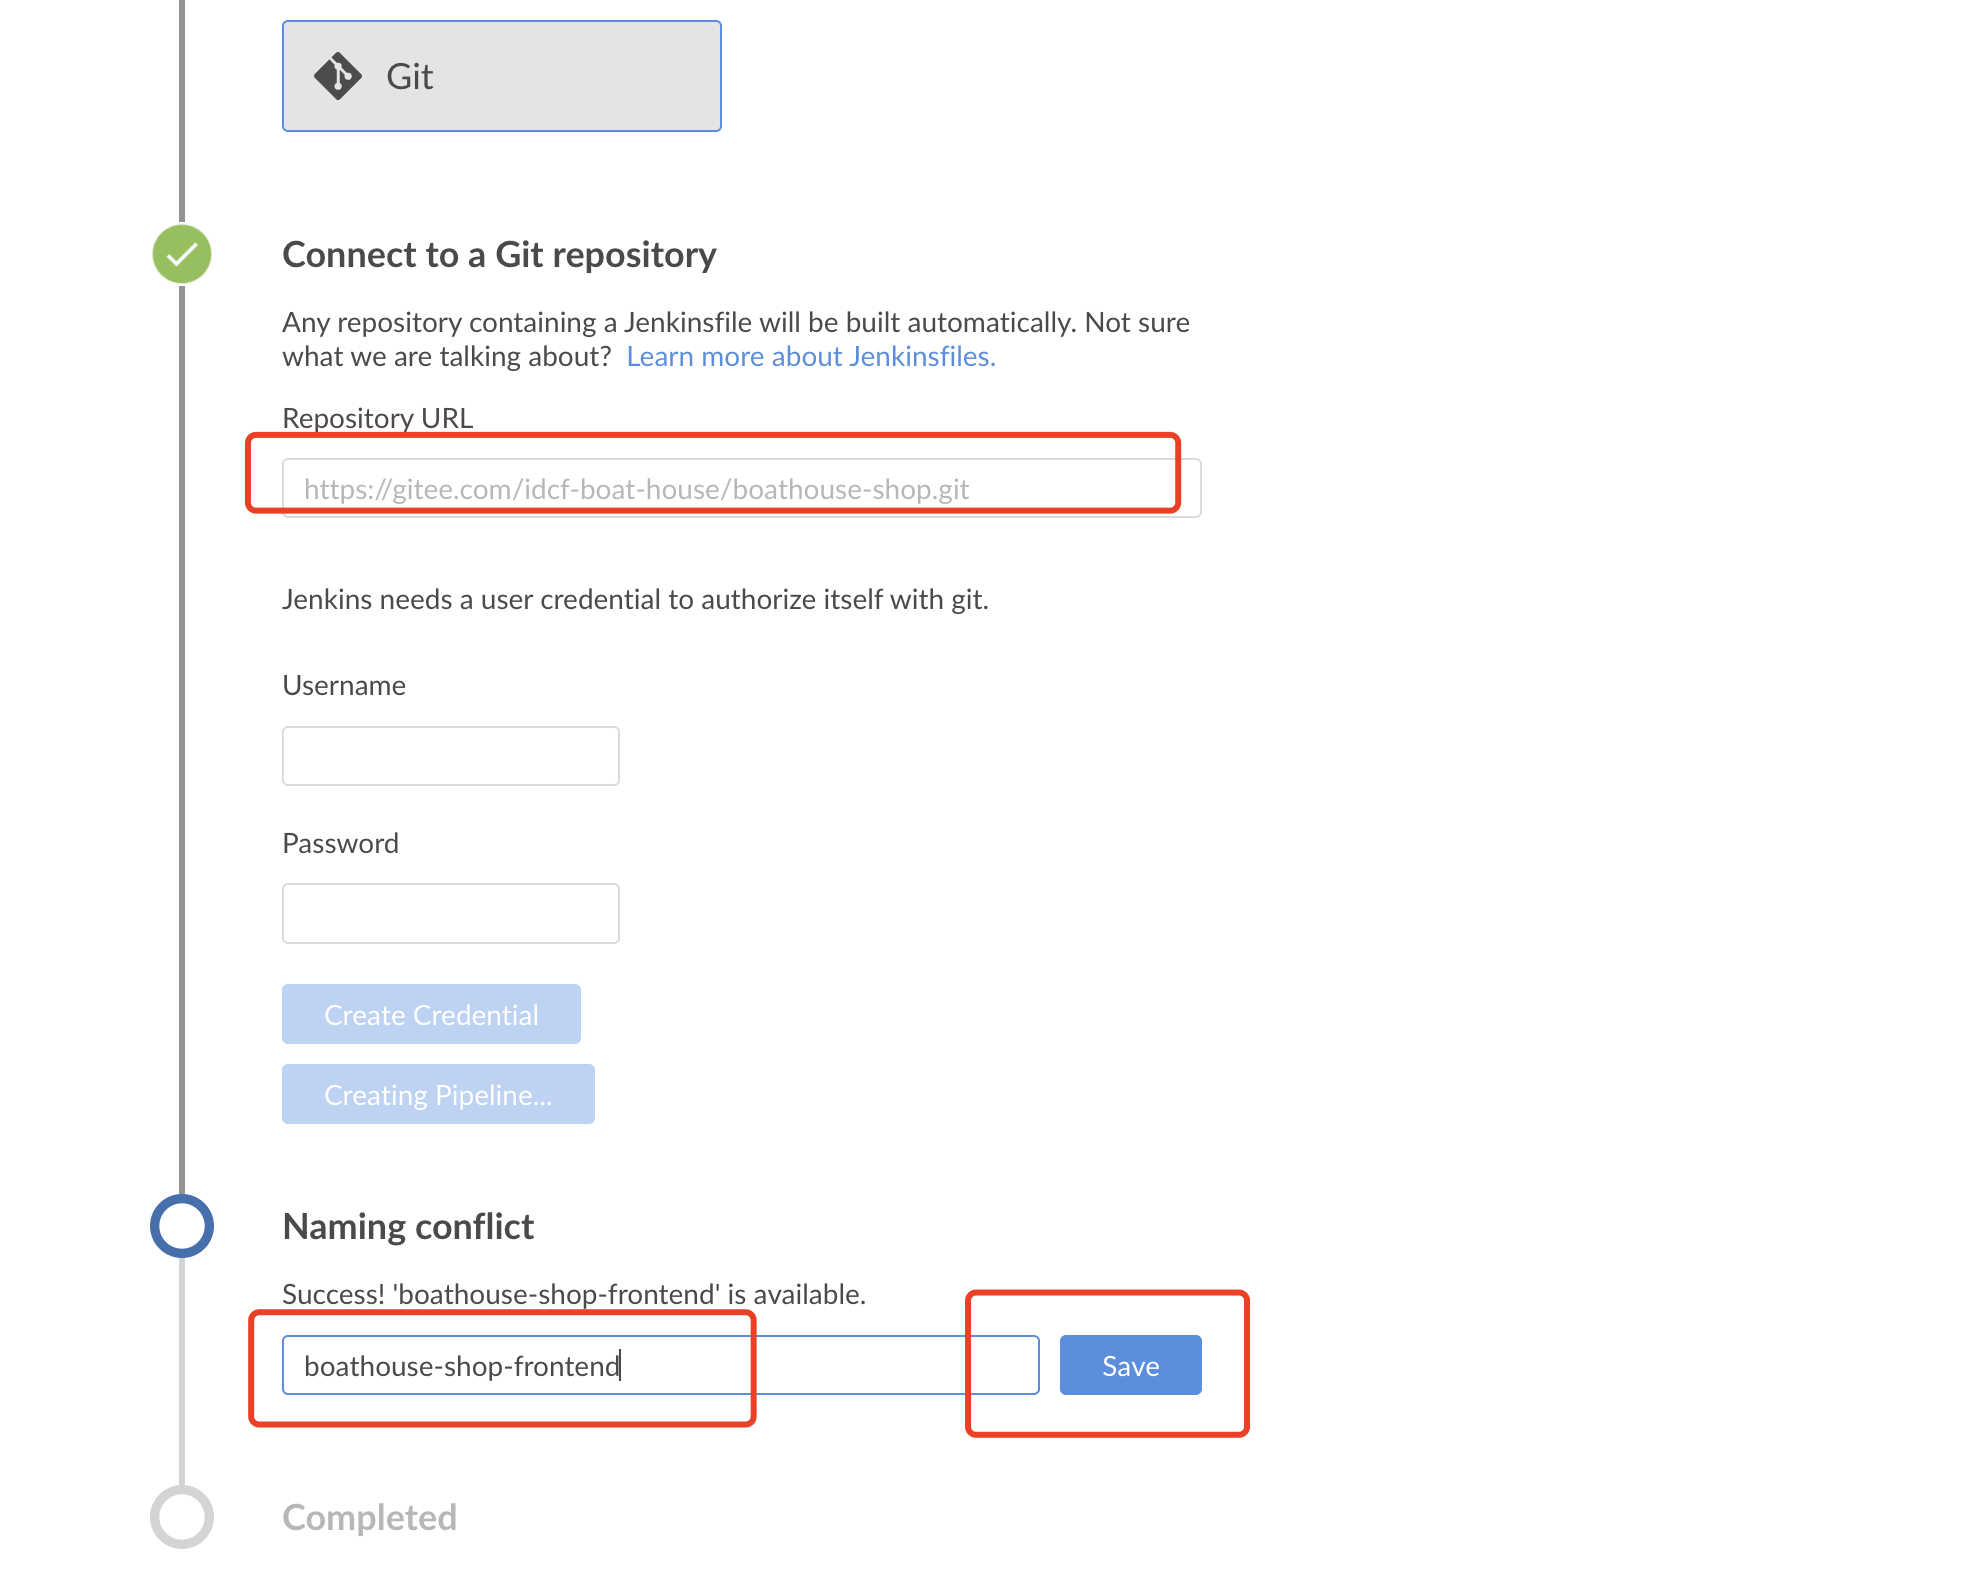 Git
Connect to a Git repository
Any repository containing a Jenkinsfile will be built automatically. Not sure
what we are talking about? Learn more about Jenkinsfiles.
Repository URL
https://gitee.com/idcf-boat-house/boathouse-shop.git
Jenkins needs a user credential to authorize itself with git.
Username
Password
Create Credential
Creating Pipeline...
Naming conflict
Success! 'boathouse-shop-frontend' is available.
boathouse-shop-frontend
Save
Completed